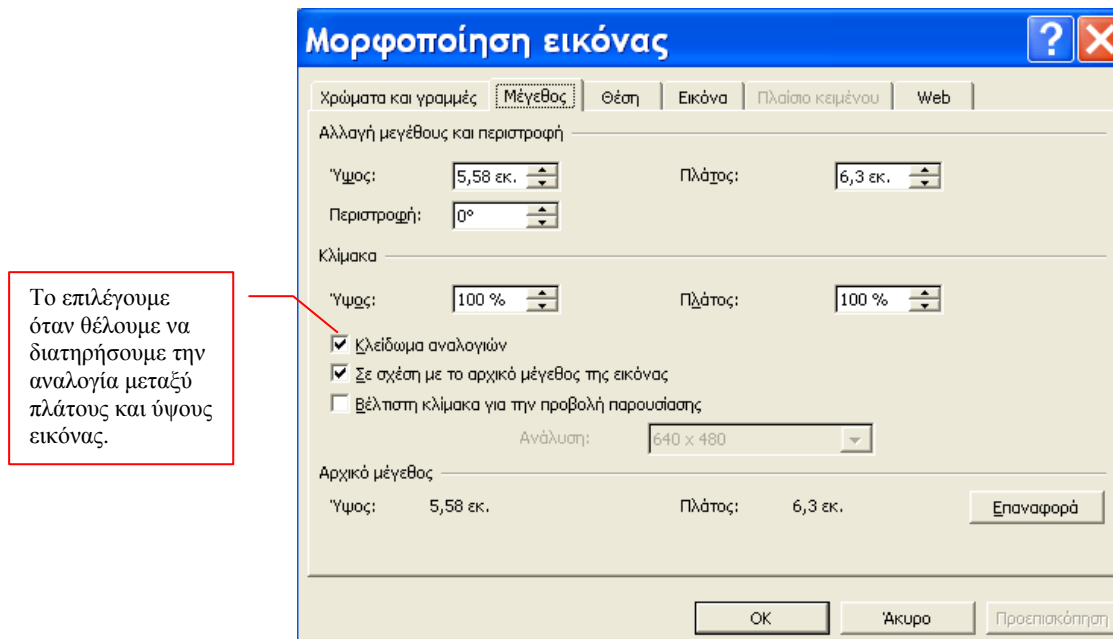 Μορφοποίηση εικόνας
Χρώματα και γραμμές Μέγεθος Θέση Εικόνα Πλαίσιο κειμένου Web
Αλλαγή μεγέθους και περιστροφή
Ύψος: 5,58 εκ. Πλάτος: 6,3 εκ.
Περιστροφή: 0°
Κλίμακα
Ύψος: 100 % Πλάτος: 100 %
Κλείδωμα αναλογιών
Σε σχέση με το αρχικό μέγεθος της εικόνας
Βέλτιστη κλίμακα για την προβολή παρουσίασης
Ανάλυση: 640 x 480
Αρχικό μέγεθος
Ύψος: 5,58 εκ. Πλάτος: 6,3 εκ. Επαναφορά
OK Άκυρο Προεπισκόπηση
Το επιλέγουμε
όταν θέλουμε να
διατηρήσουμε την
αναλογία μεταξύ
πλάτους και ύψους
εικόνας.